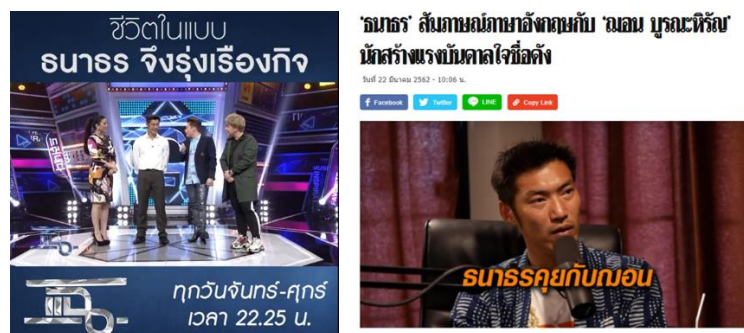 ชีวิตในแบบ
ธนาธร จึงรุ่งเรืองกิจ
ทุกวันจันทร์-ศุกร์
เวลา 22.25 น.
‘ธนาธร’ สัมภาษณ์ภาษาอังกฤษกับ ‘ฌอน บูรณะหิรัญ’
นักสร้างแรงบันดาลใจชื่อดัง
วันที่ 22 มีนาคม 2562 - 10:06 น.
Facebook
Twitter
LINE
Copy Link
ธนาธรคุยกับฌอน